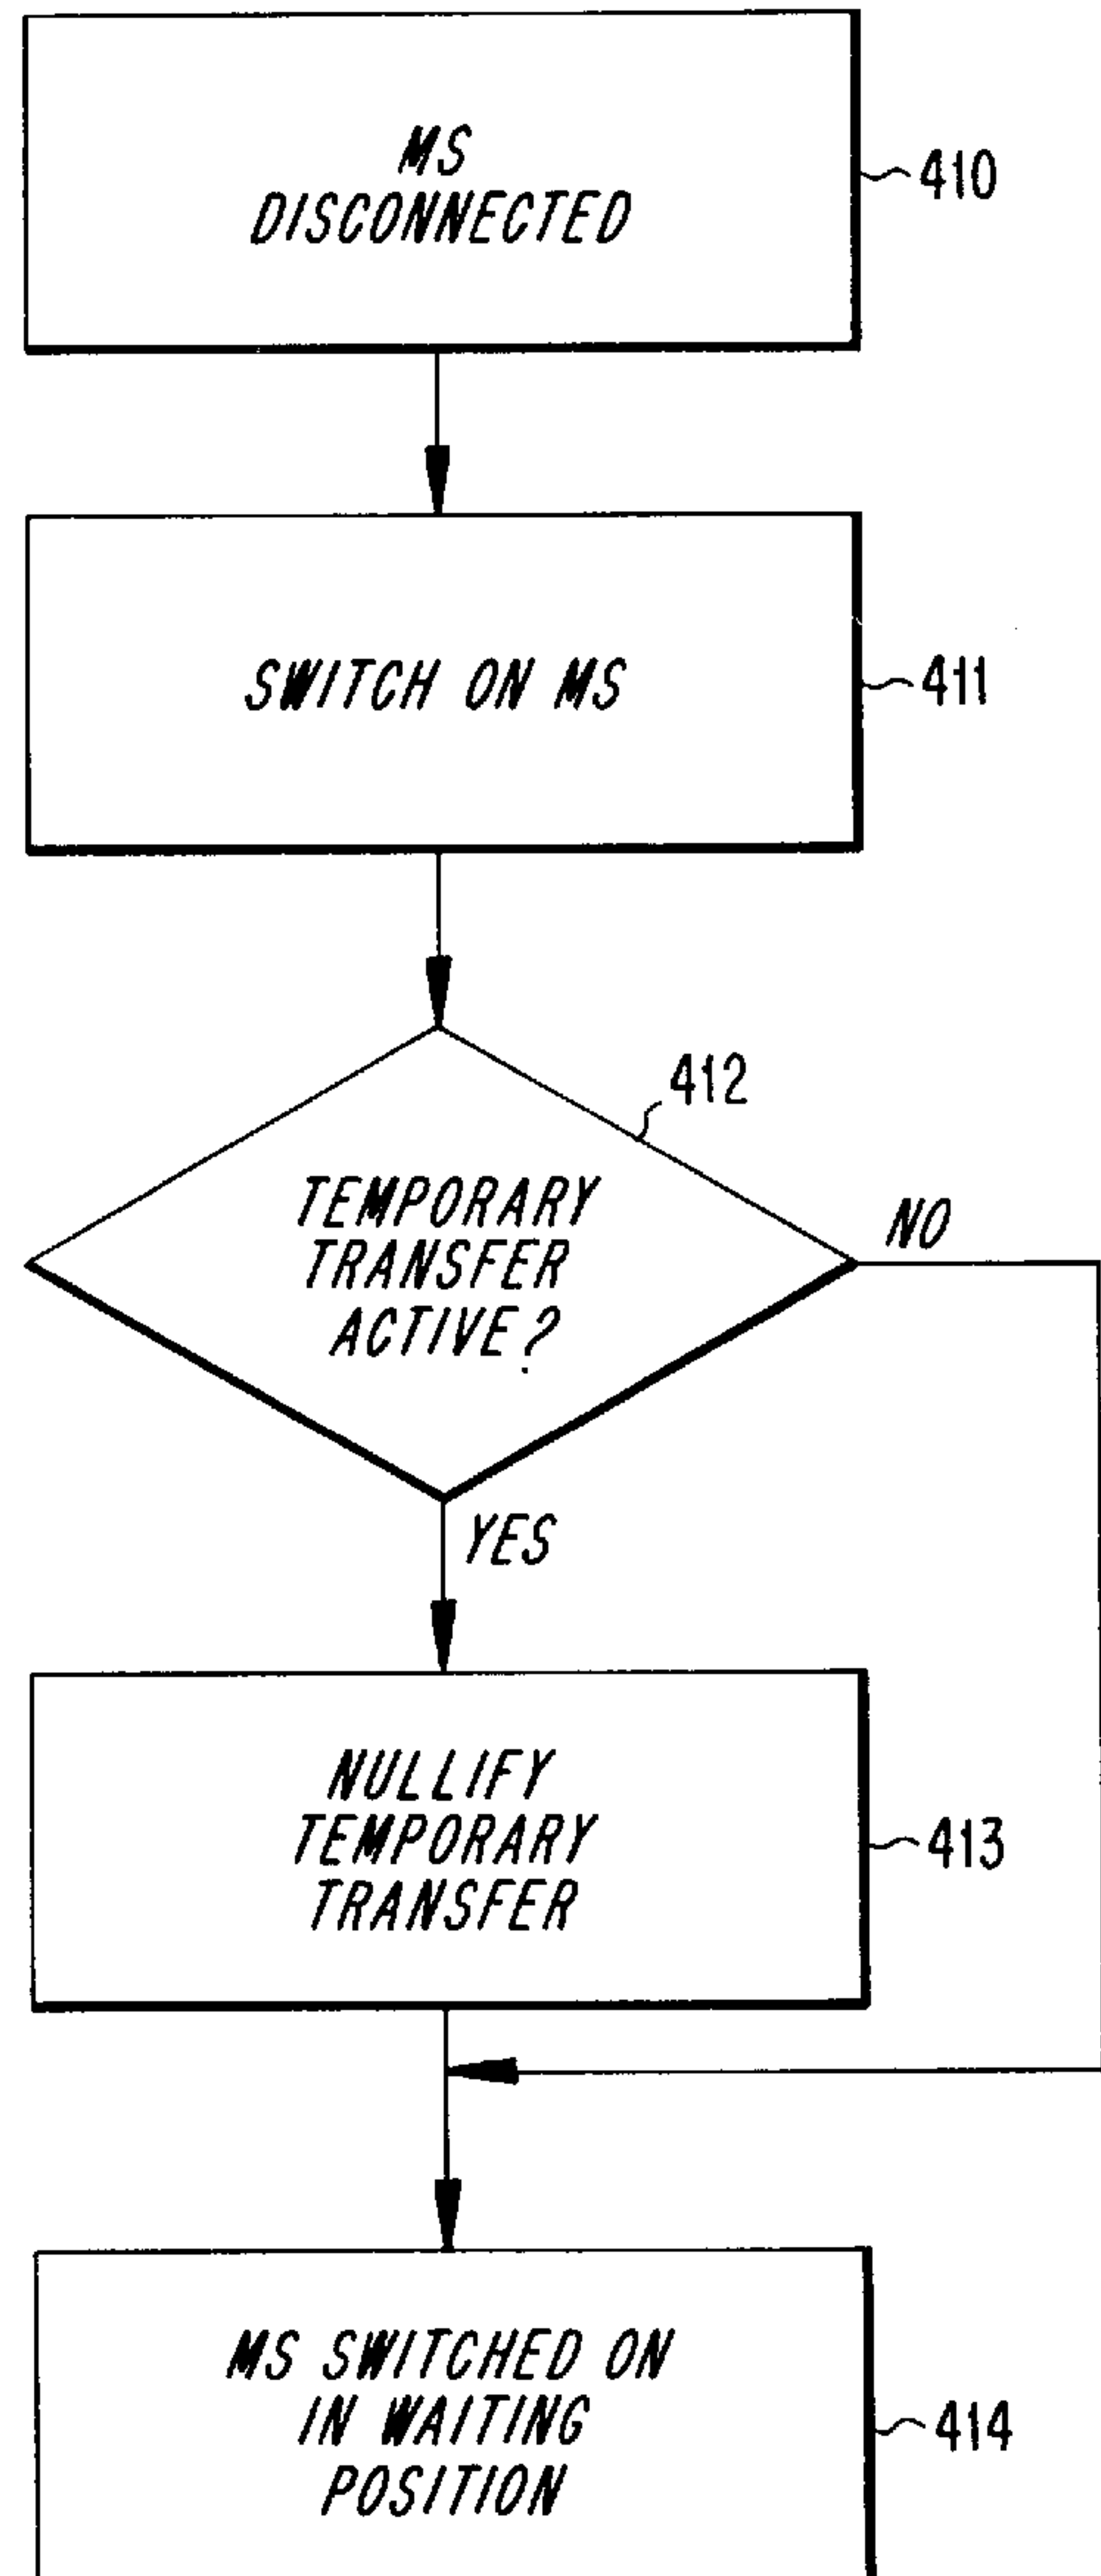 MS
DISCONNECTED
410
SWITCH ON MS
411
412
TEMPORARY
TRANSFER
ACTIVE?
NO
YES
NULLIFY
TEMPORARY
TRANSFER
413
MS SWITCHED ON
IN WAITING
POSITION
414